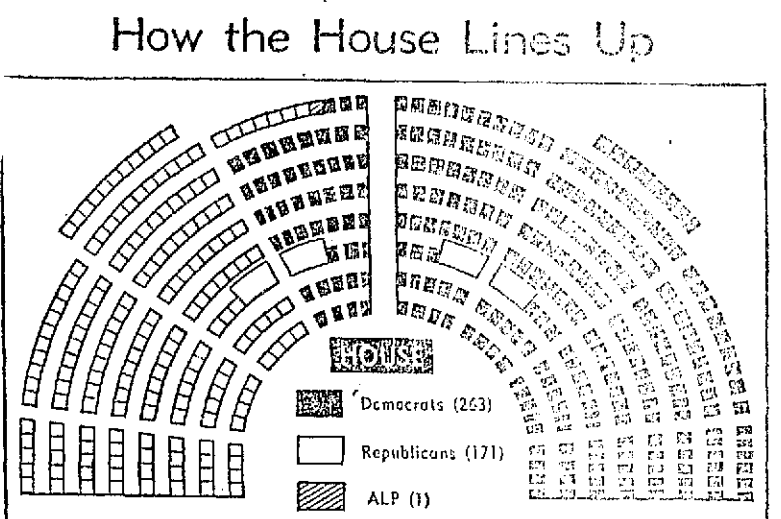 How the House Lines Up
HOUSE
Democrats (263)
Republicans (171)
ALP (1)